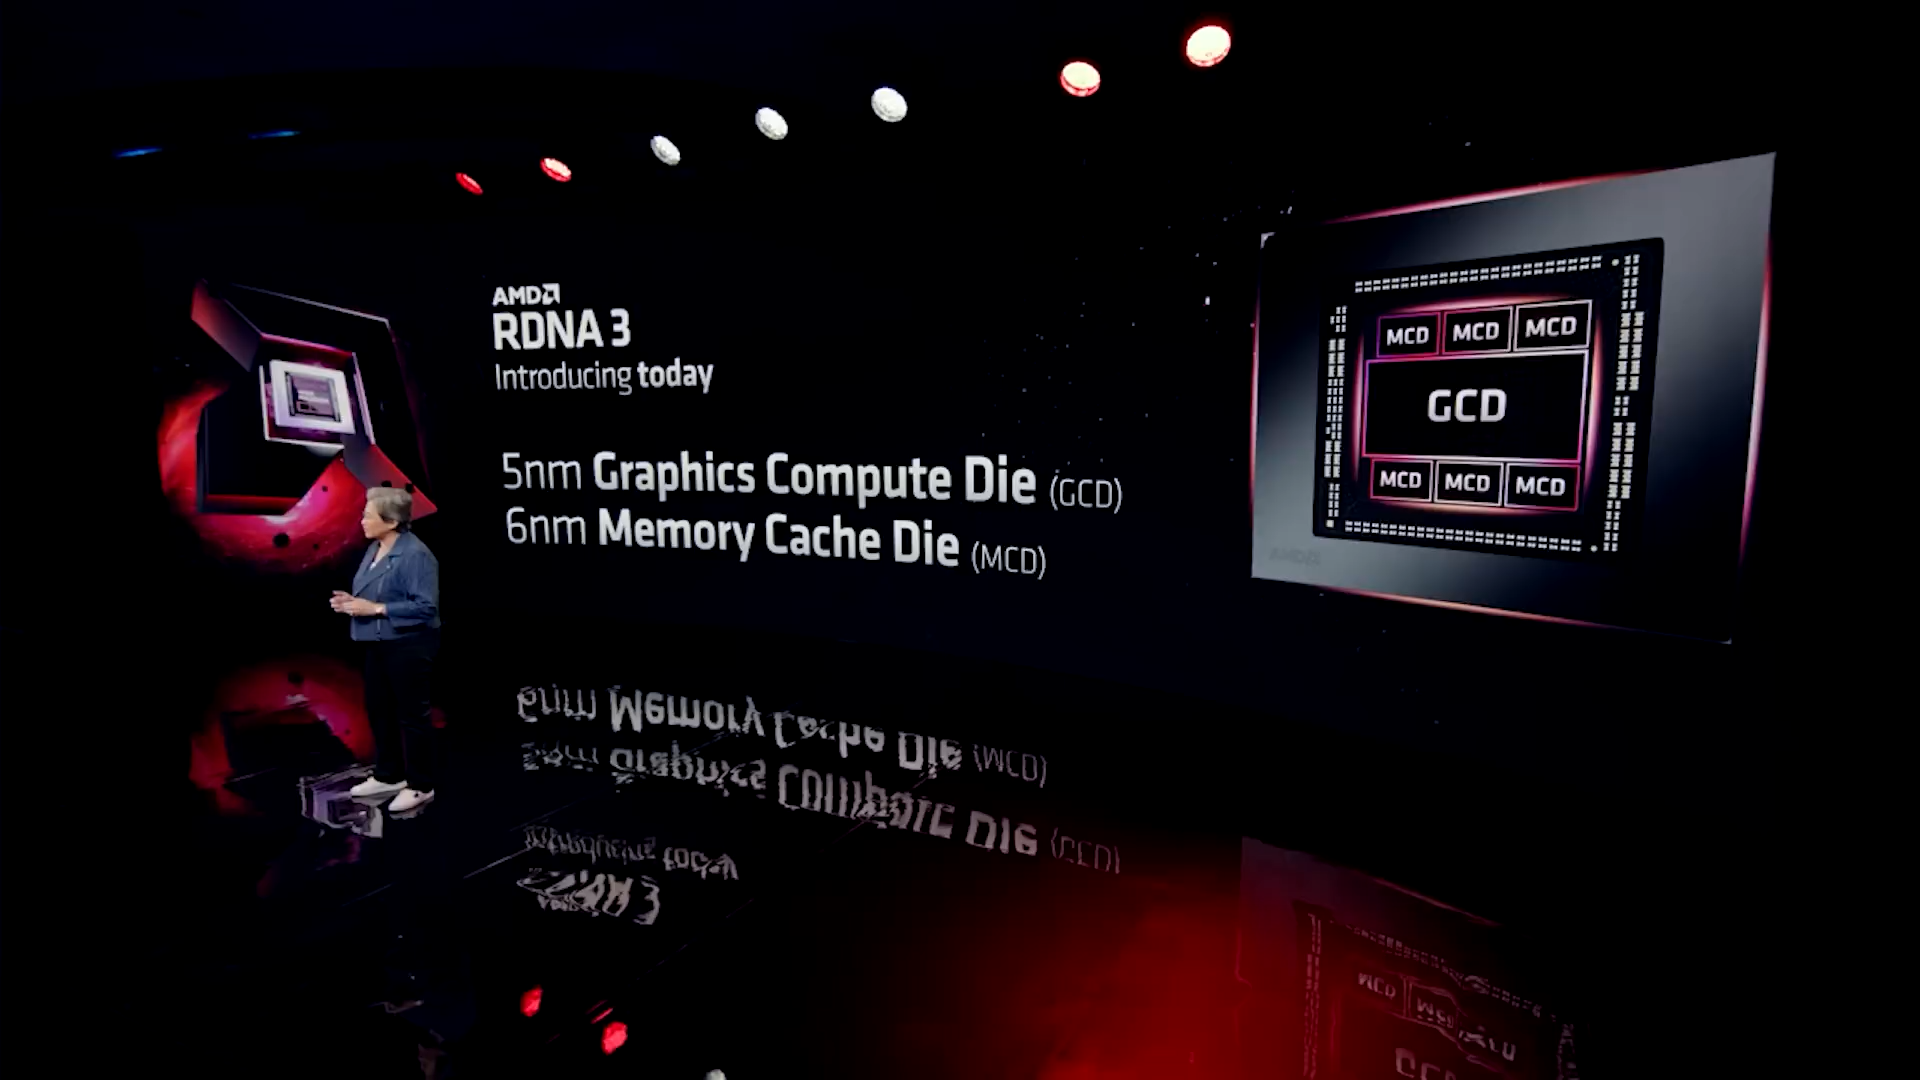 AMD
RDNA 3
Introducing today
5nm Graphics Compute Die (GCD)
6nm Memory Cache Die (MCD)
MCD MCD MCD
GCD
MCD MCD MCD
AMD